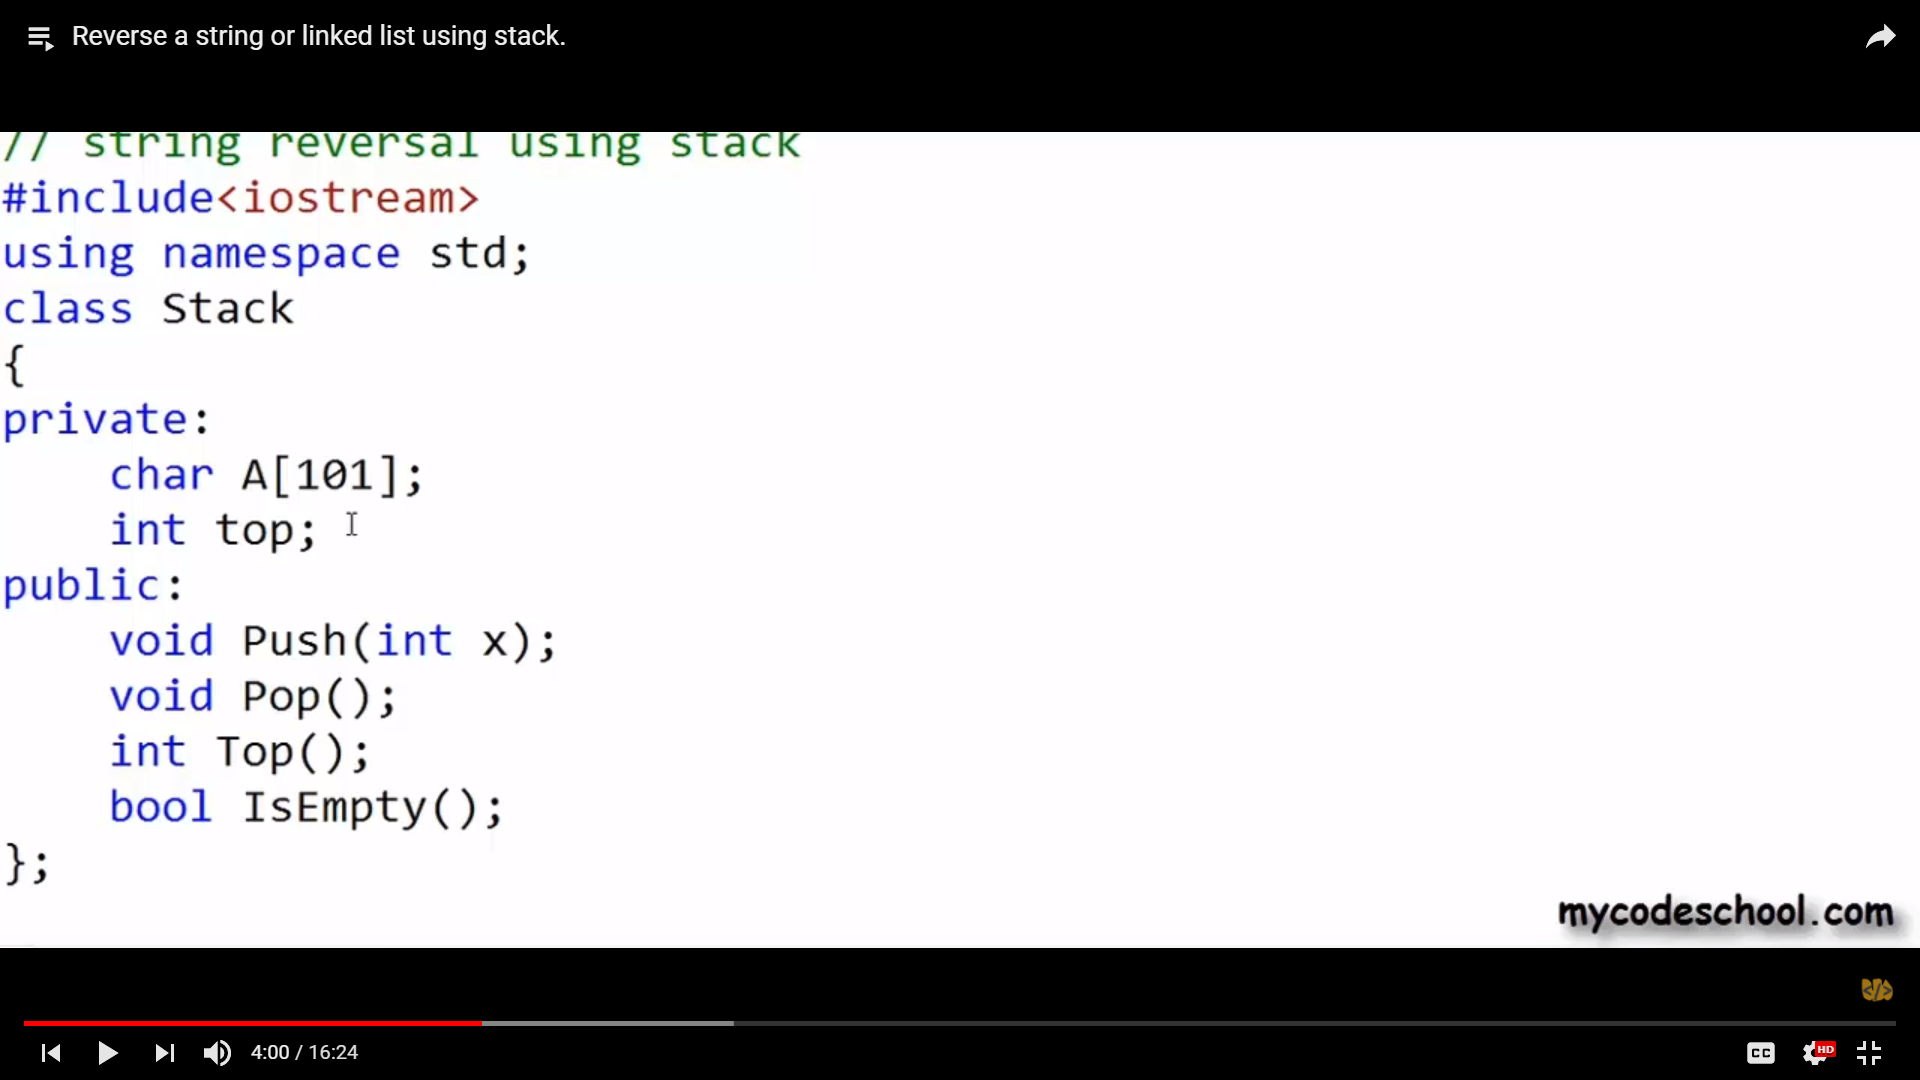 Reverse a string or linked list using stack.
// string reversal using stack
#include<iostream>
using namespace std;
class Stack
{
private:
    char A[101];
    int top;
public:
    void Push(int x);
    void Pop();
    int Top();
    bool IsEmpty();
};
mycodeschool.com
</>
4:00 / 16:24
CC
HD